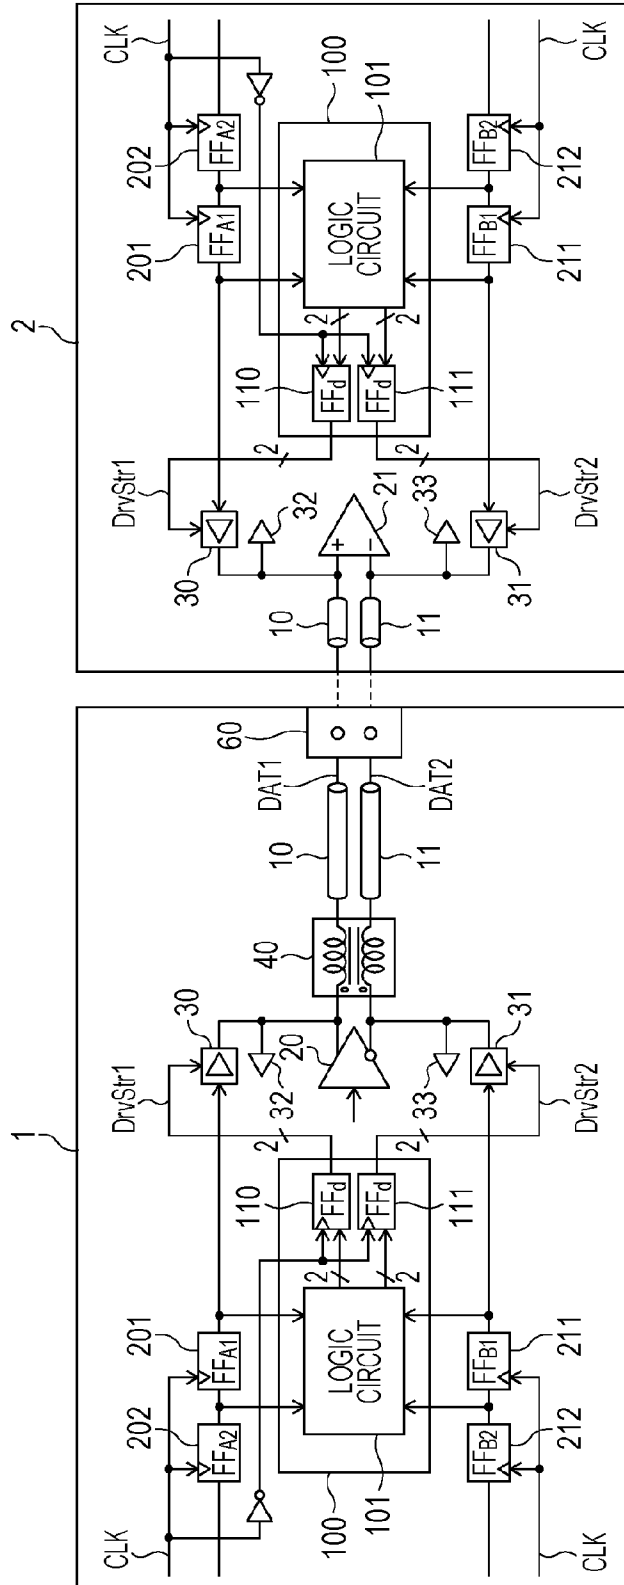 1
CLK
202
201
DrvStr1
FFA2
FFA1
30
32
100
101
LOGIC
CIRCUIT
2
2
110
FFd
FFd
111
2
2
20
40
10
11
DAT1
DAT2
60
33
31
DrvStr2
FFB2
FFB1
212
211
CLK
2
DrvStr1
201
202
CLK
FFA1
FFA2
30
32
10
11
21
+
−
2
2
110
FFd
FFd
111
2
2
LOGIC
CIRCUIT
100
101
33
31
DrvStr2
FFB1
FFB2
211
212
CLK